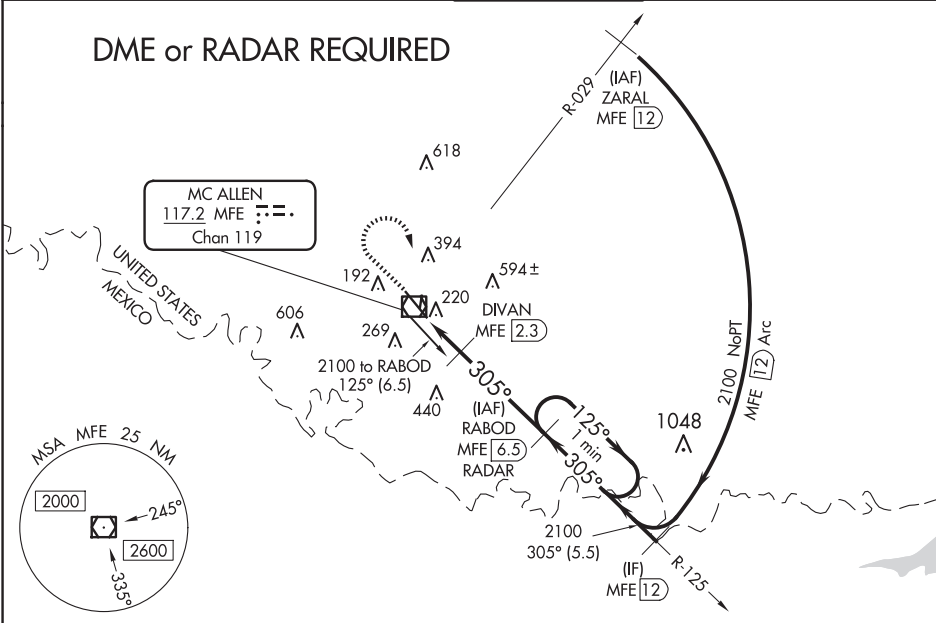 DME or RADAR REQUIRED
R-029
(IAF)
ZARAL
MFE 12
618
MC ALLEN
117.2 MFE
Chan 119
394
192
594±
220
UNITED STATES
MEXICO
606
269
DIVAN
MFE 2.3
2100 to RABOD
125° (6.5)
305°
440
2100 NoPT
MFE 12 Arc
(IAF)
RABOD
MFE 6.5
RADAR
125°
1 min
305°
1048
MSA MFE 25 NM
2000
245°
2600
335°
2100
305° (5.5)
(IF)
MFE 12
R-125